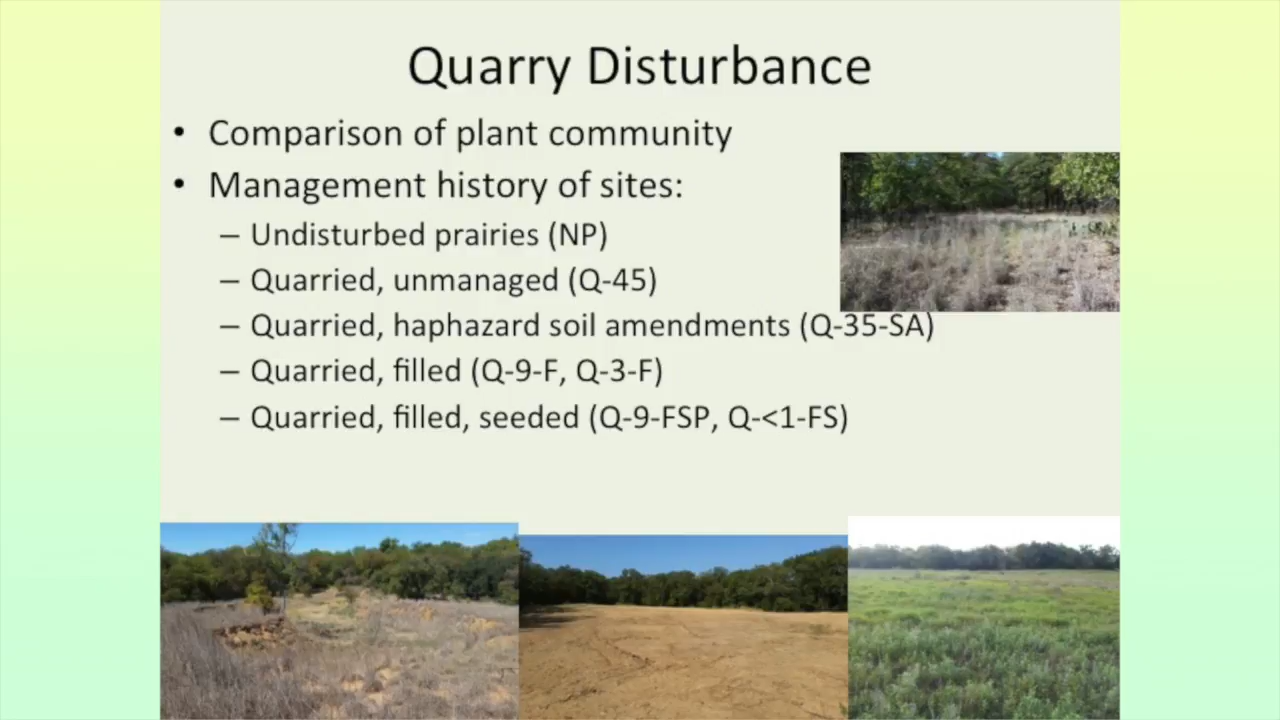 Quarry Disturbance
• Comparison of plant community
• Management history of sites:
– Undisturbed prairies (NP)
– Quarried, unmanaged (Q-45)
– Quarried, haphazard soil amendments (Q-35-SA)
– Quarried, filled (Q-9-F, Q-3-F)
– Quarried, filled, seeded (Q-9-FSP, Q-<1-FS)